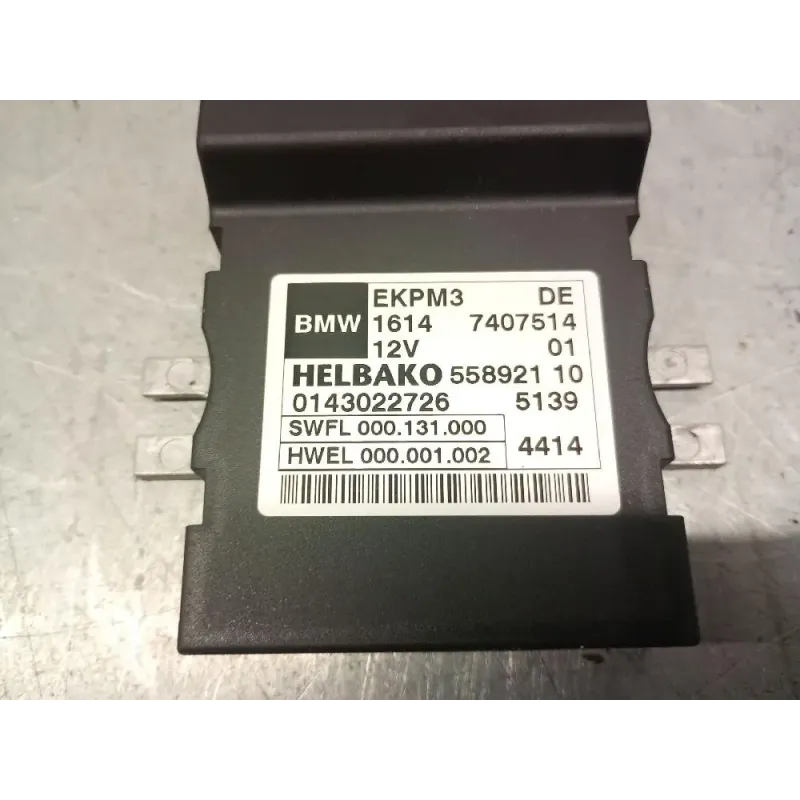 BMW
EKPM3 DE
1614 7407514
12V 01
HELBAKO 558921 10
0143022726 5139
SWFL 000.131.000
HWEL 000.001.002
4414